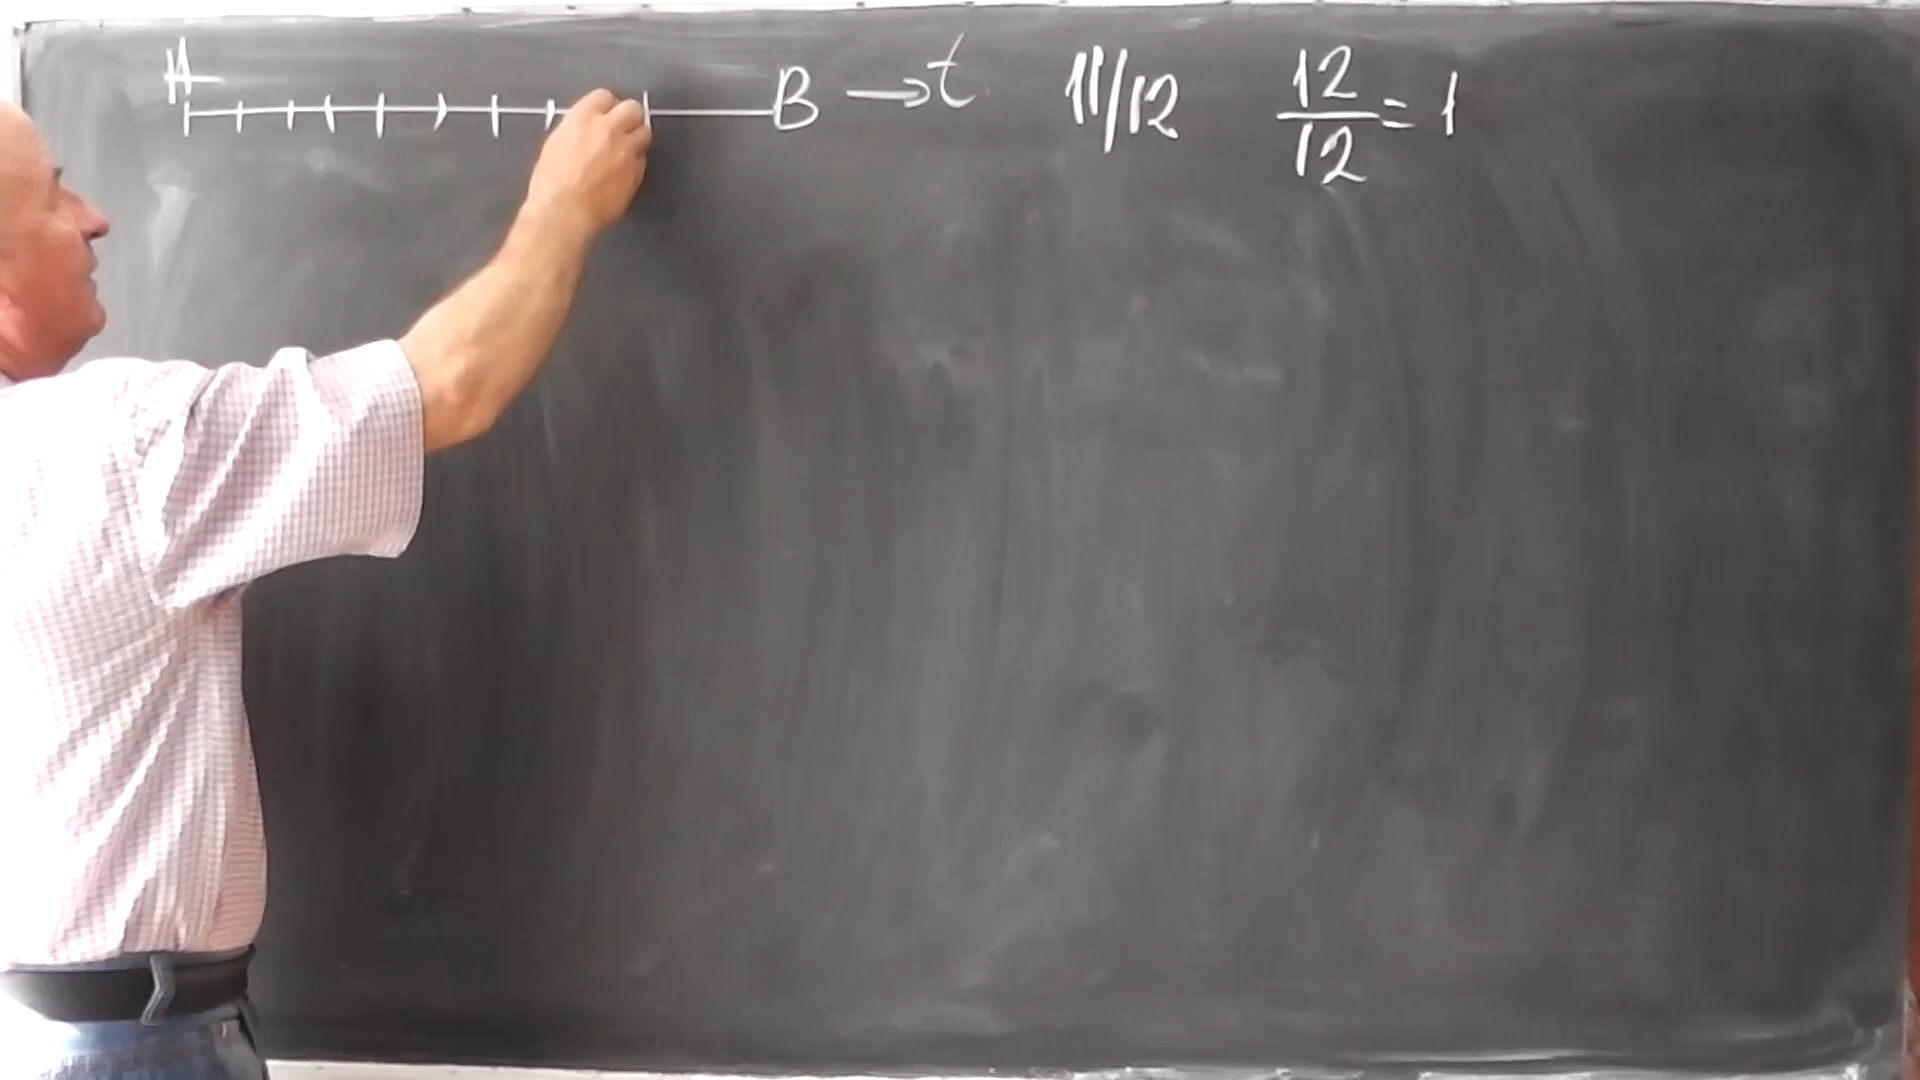 A B → t 11/12 12/12 = 1